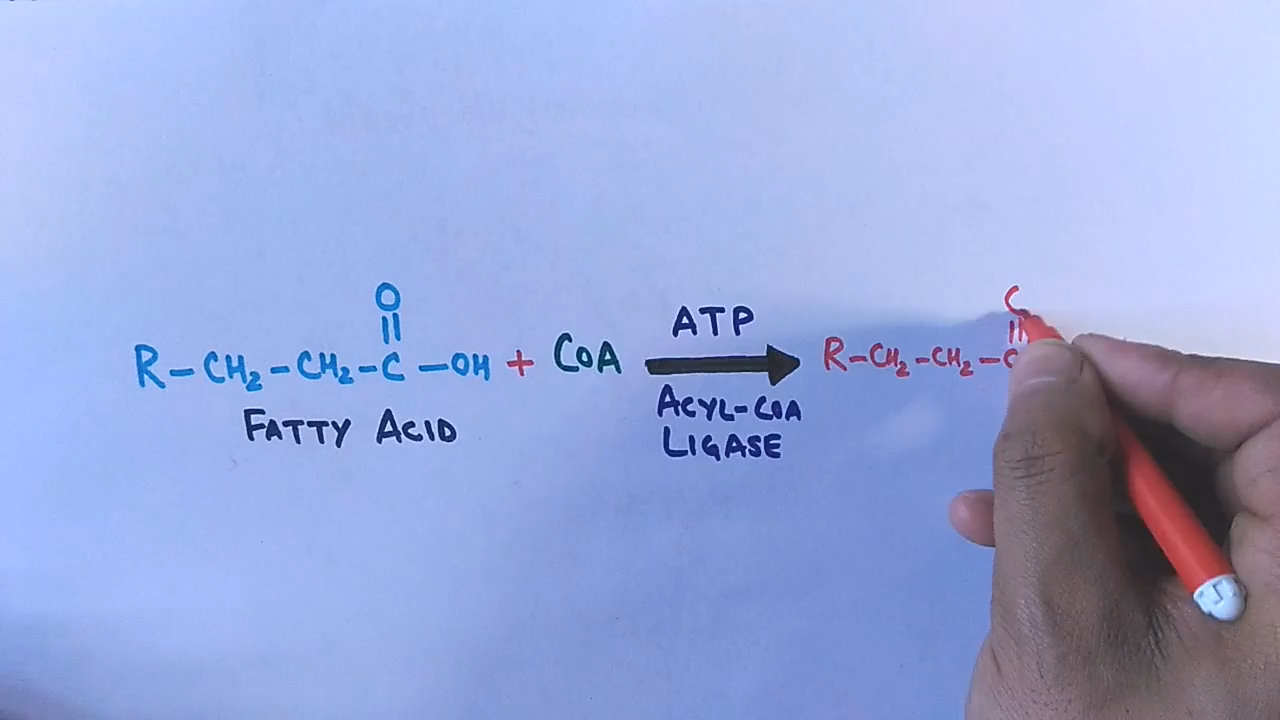 O
||
R-CH₂-CH₂-C-OH + CoA
FATTY ACID
ATP
ACYL-COA
LIGASE
||
R-CH₂-CH₂-